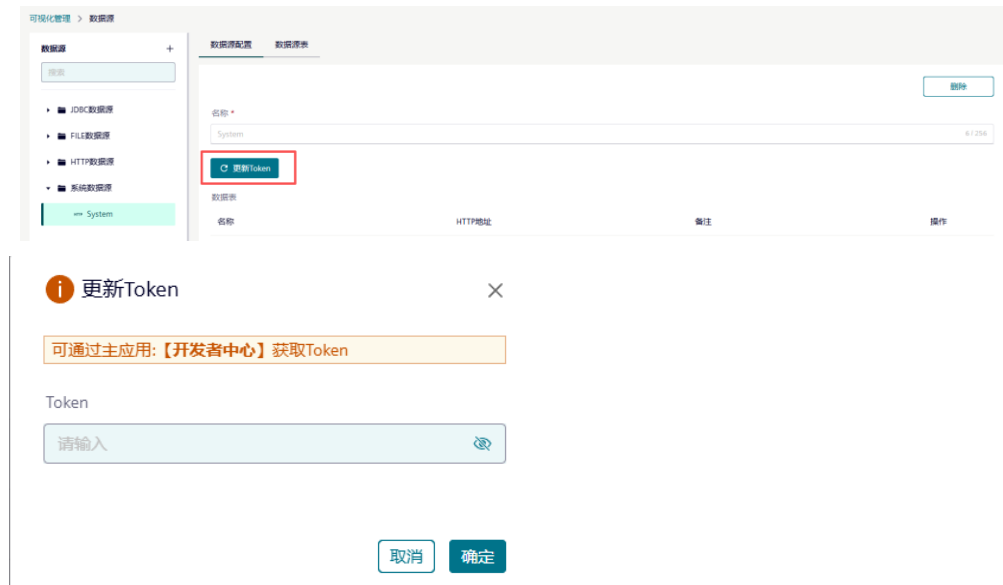 可视化管理 > 数据源
数据源 +
数据源配置 数据源表
搜索
删除
JDBC数据源
名称 *
FILE数据源
System 6 / 256
HTTP数据源
更新Token
系统数据源
数据表
System
名称 HTTP地址 备注 操作
更新Token
可通过主应用:【开发者中心】获取Token
Token
请输入
取消 确定